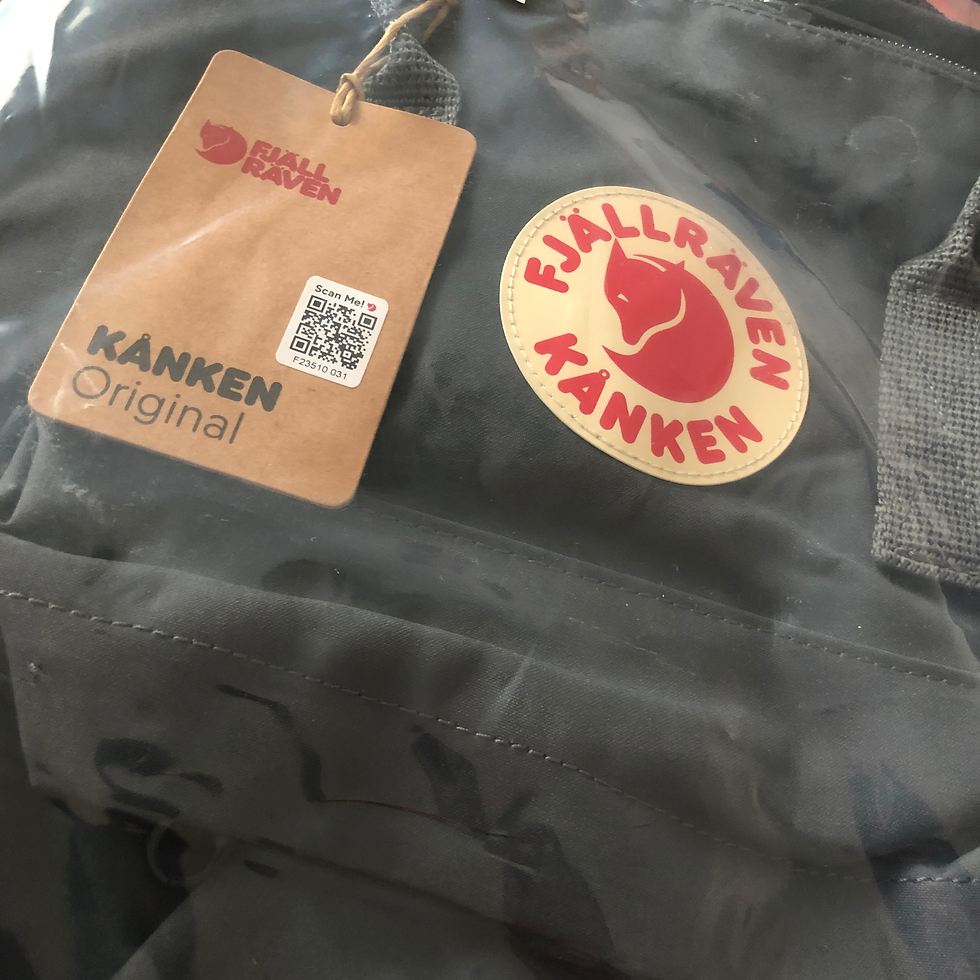 FJÄLL
RÄVEN
Scan Me!
F23510 031
KÅNKEN
Original
FJÄLLRÄVEN
KÅNKEN